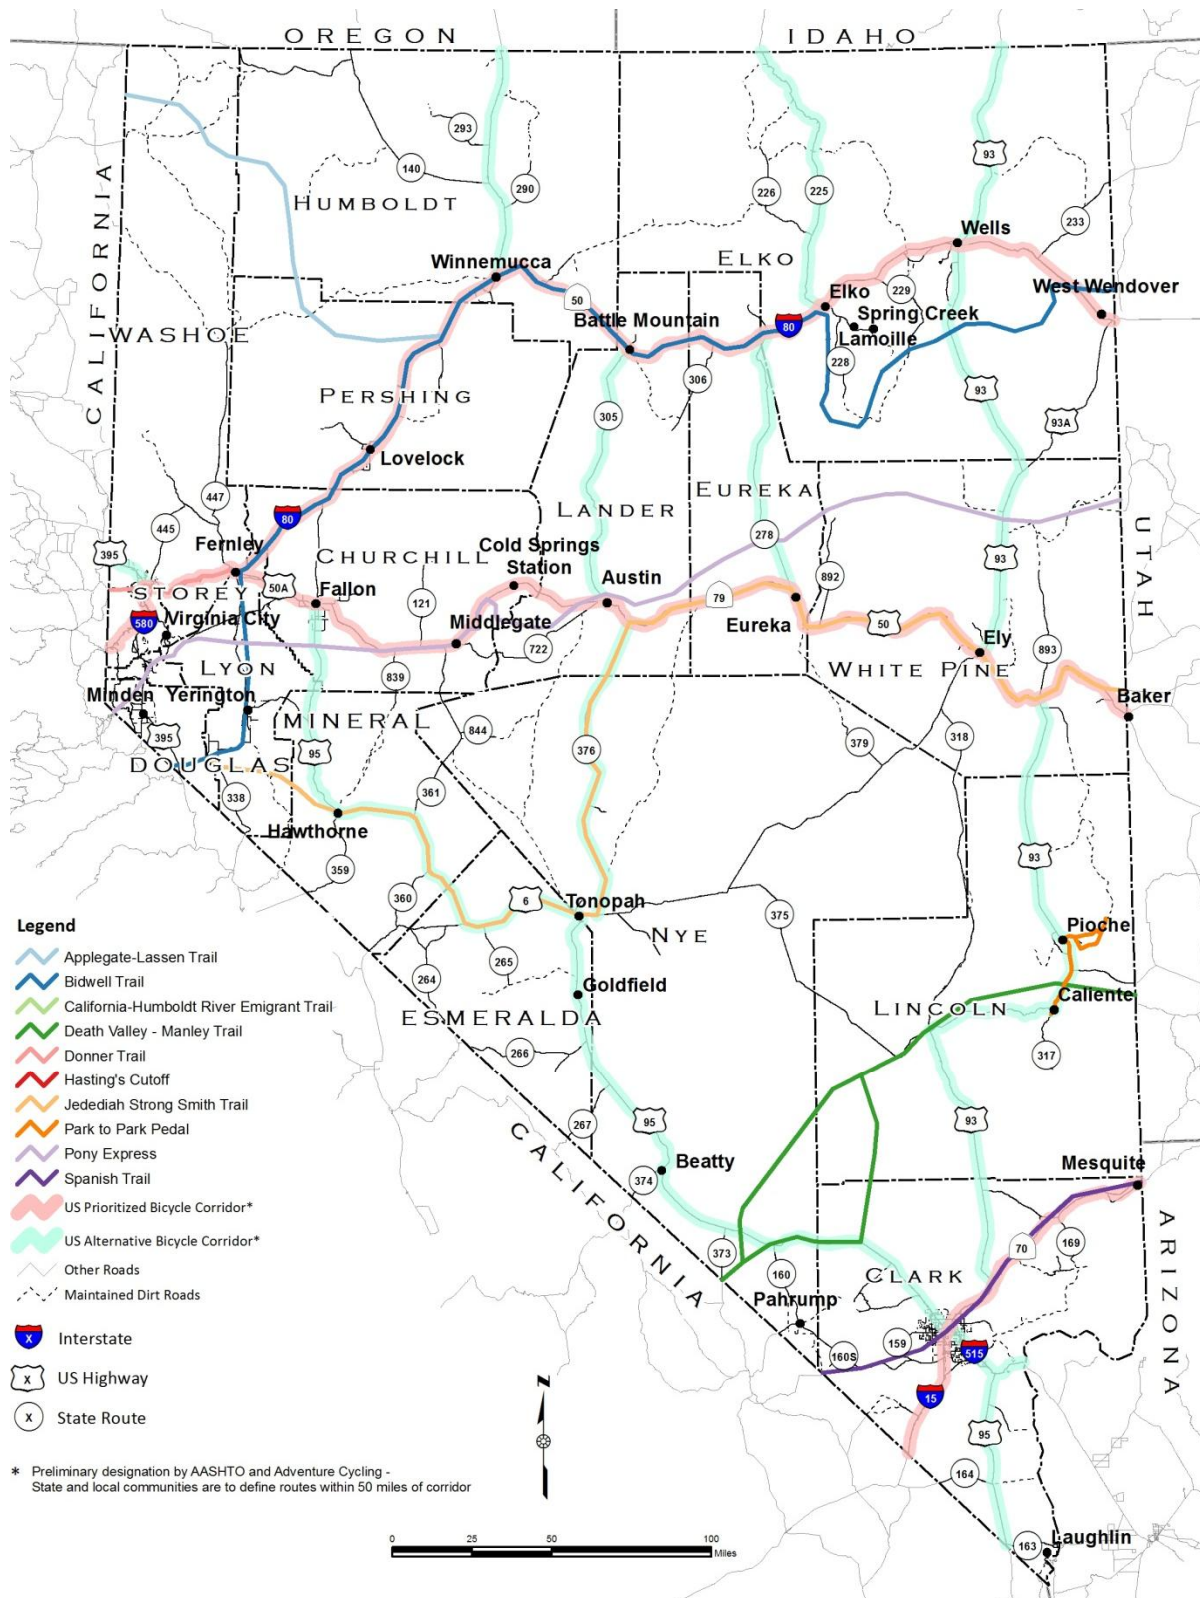 OREGON
IDAHO
293
93
140
290
226
225
CALIFORNIA
HUMBOLDT
233
Wells
ELKO
Winnemucca
229
West Wendover
50
Elko
Spring Creek
Battle Mountain
80
Lamoille
WASHOE
228
306
93
PERSHING
305
93A
Lovelock
EUREKA
447
LANDER
80
445
278
UTAH
Fernley
CHURCHILL
Cold Springs
Station
395
93
50A
Fallon
Austin
892
STOREY
121
79
580
Virginia City
Middlegate
Eureka
50
Ely
722
893
LYON
839
WHITE PINE
Minden
Yerington
Baker
MINERAL
844
318
395
379
95
376
DOUGLAS
338
361
Hawthorne
93
359
360
6
Tonopah
375
Pioche
NYE
265
264
Goldfield
Caliente
ESMERALDA
LINCOLN
266
317
267
95
93
CALIFORNIA
Beatty
Mesquite
374
373
169
70
160
CLARK
ARIZONA
Pahrump
159
160S
515
15
95
164
163
Laughlin
Legend
Applegate-Lassen Trail
Bidwell Trail
California-Humboldt River Emigrant Trail
Death Valley - Manley Trail
Donner Trail
Hasting's Cutoff
Jedediah Strong Smith Trail
Park to Park Pedal
Pony Express
Spanish Trail
US Prioritized Bicycle Corridor*
US Alternative Bicycle Corridor*
Other Roads
Maintained Dirt Roads
X Interstate
X US Highway
X State Route
N
* Preliminary designation by AASHTO and Adventure Cycling -
State and local communities are to define routes within 50 miles of corridor
0 25 50 100
Miles